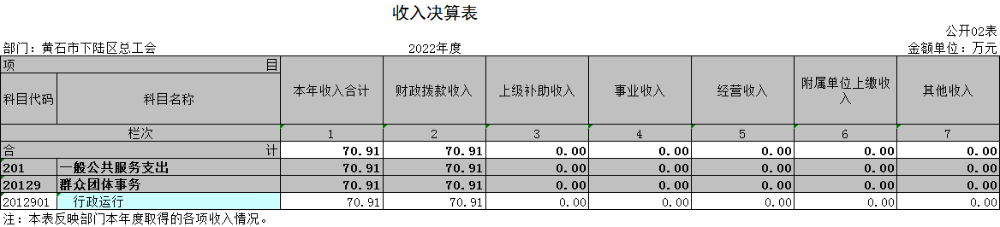 收入决算表
公开02表
部门：黄石市下陆区总工会 2022年度 金额单位：万元
项 目 本年收入合计 财政拨款收入 上级补助收入 事业收入 经营收入 附属单位上缴收入 其他收入
科目代码 科目名称
栏次 1 2 3 4 5 6 7
合 计 70.91 70.91 0.00 0.00 0.00 0.00 0.00
201 一般公共服务支出 70.91 70.91 0.00 0.00 0.00 0.00 0.00
20129 群众团体事务 70.91 70.91 0.00 0.00 0.00 0.00 0.00
2012901 行政运行 70.91 70.91 0.00 0.00 0.00 0.00 0.00
注：本表反映部门本年度取得的各项收入情况。